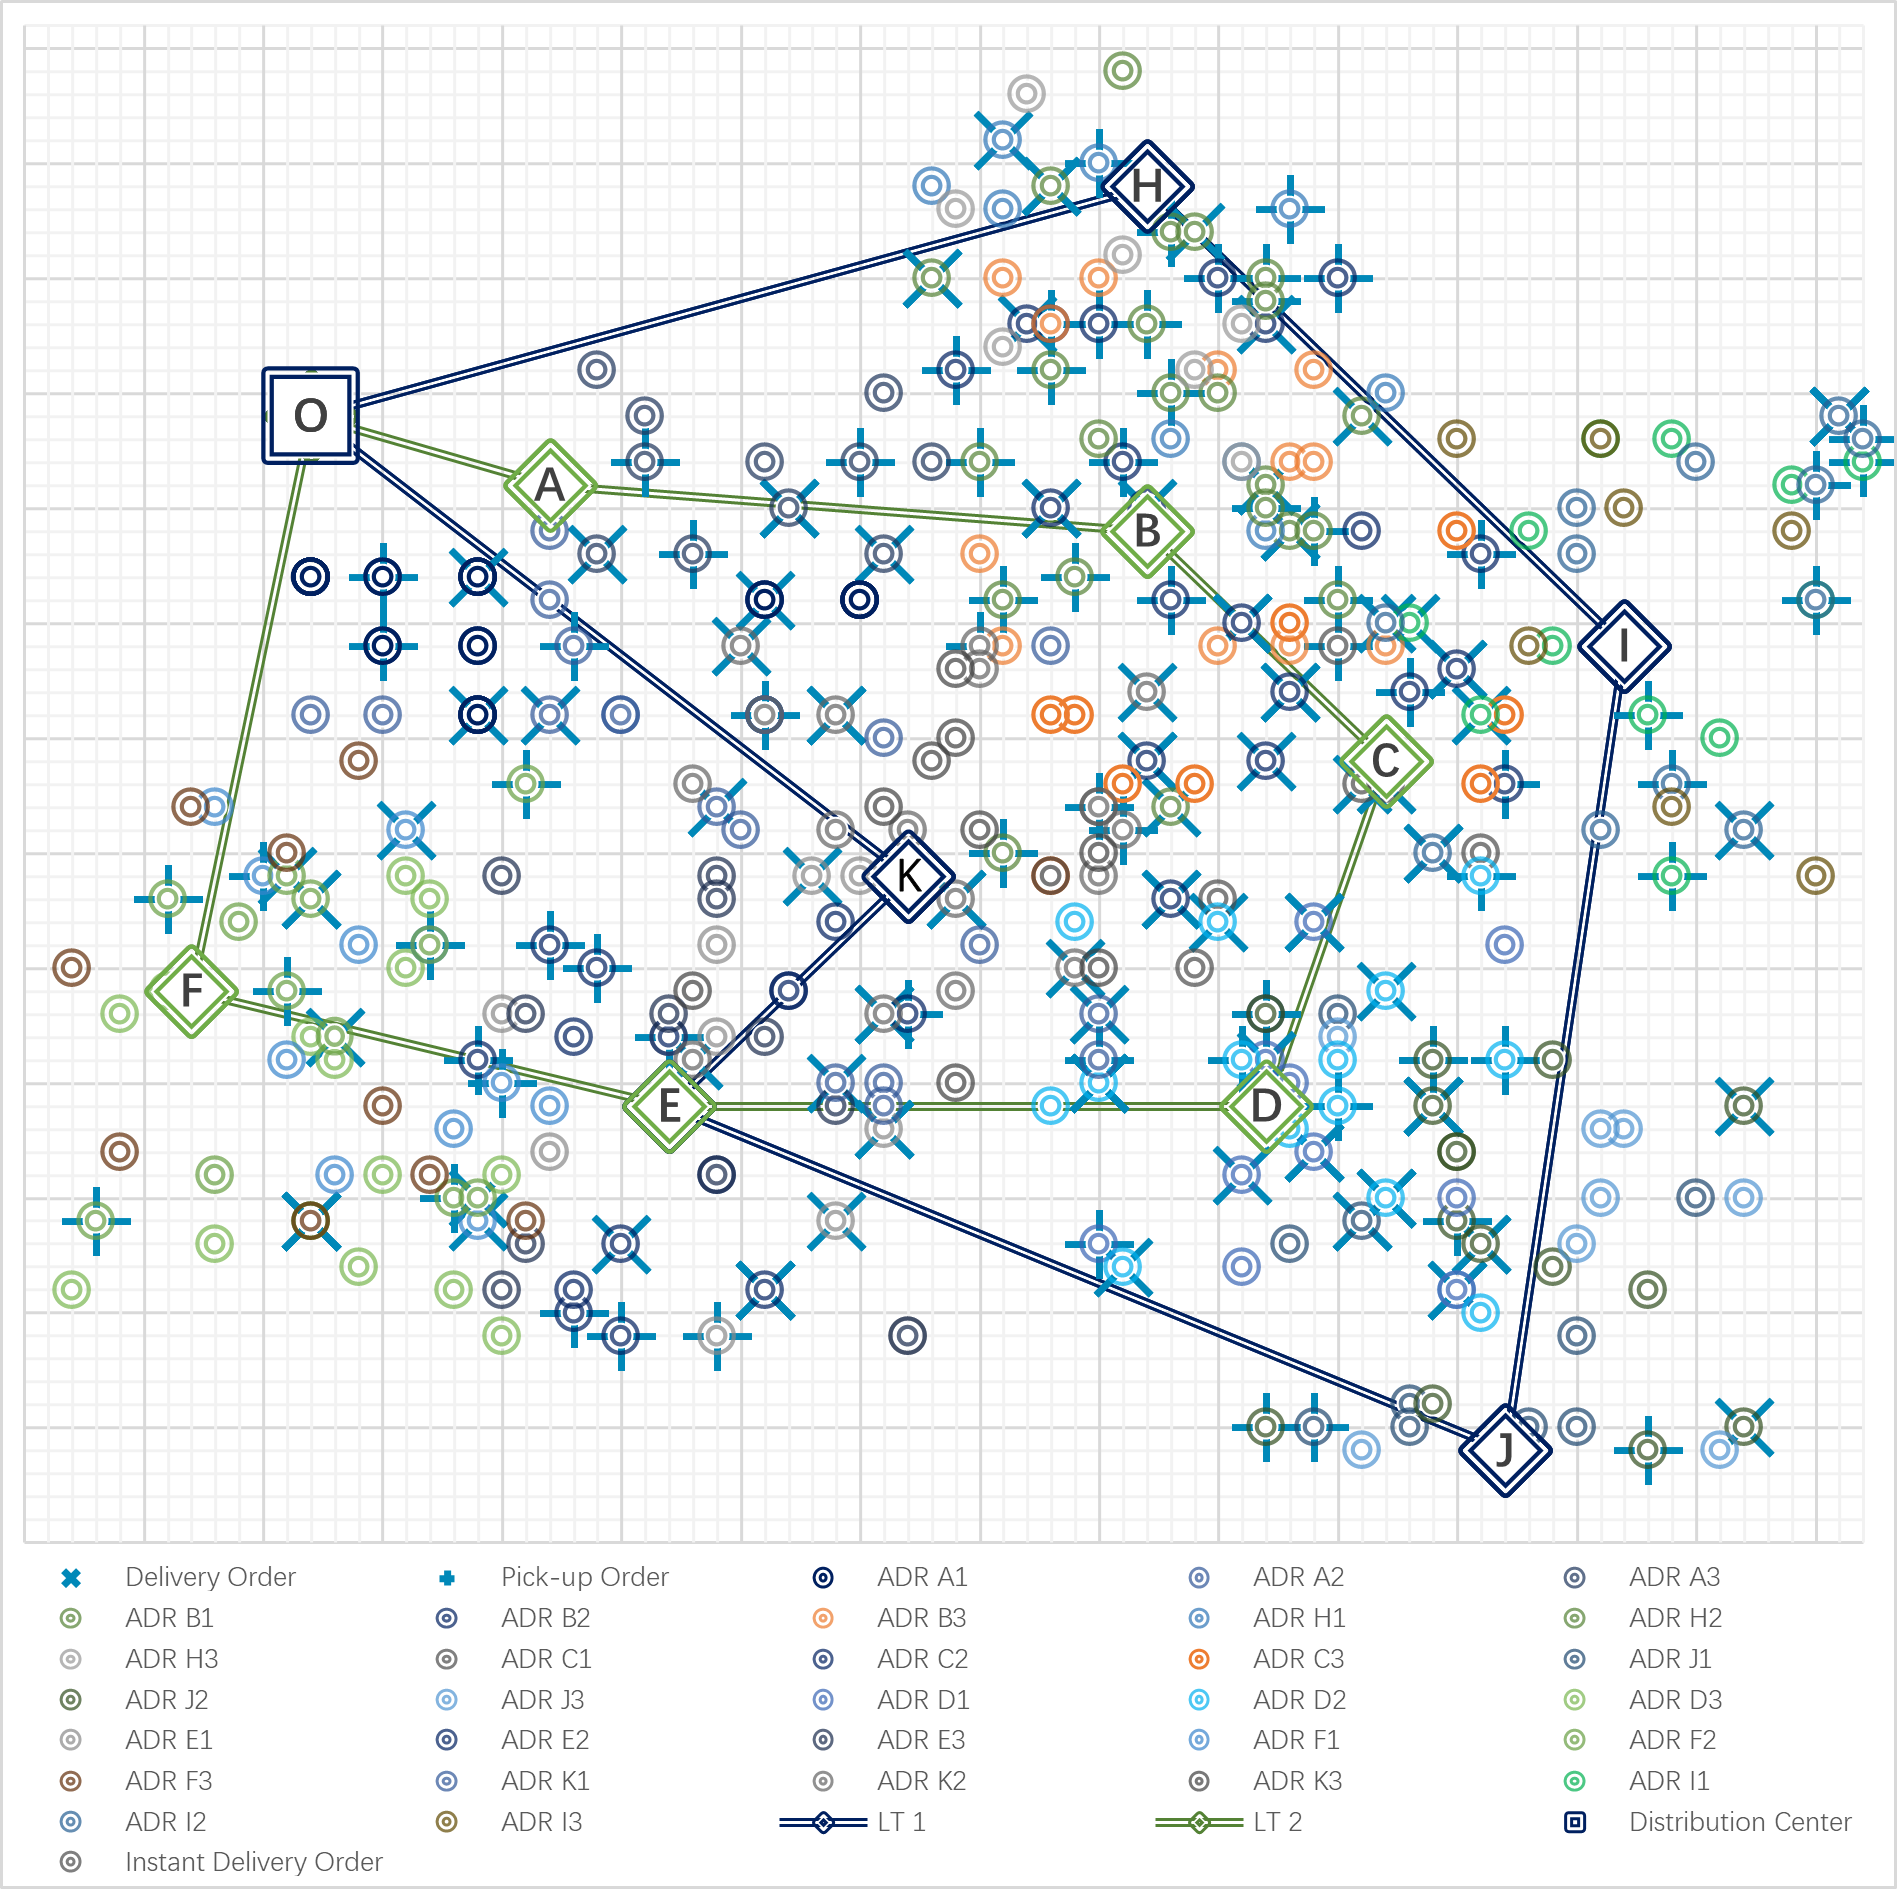 H
O
A
B
I
C
K
F
E
D
J
Delivery Order Pick-up Order ADR A1 ADR A2 ADR A3
ADR B1 ADR B2 ADR B3 ADR H1 ADR H2
ADR H3 ADR C1 ADR C2 ADR C3 ADR J1
ADR J2 ADR J3 ADR D1 ADR D2 ADR D3
ADR E1 ADR E2 ADR E3 ADR F1 ADR F2
ADR F3 ADR K1 ADR K2 ADR K3 ADR I1
ADR I2 ADR I3 LT 1 LT 2 Distribution Center
Instant Delivery Order